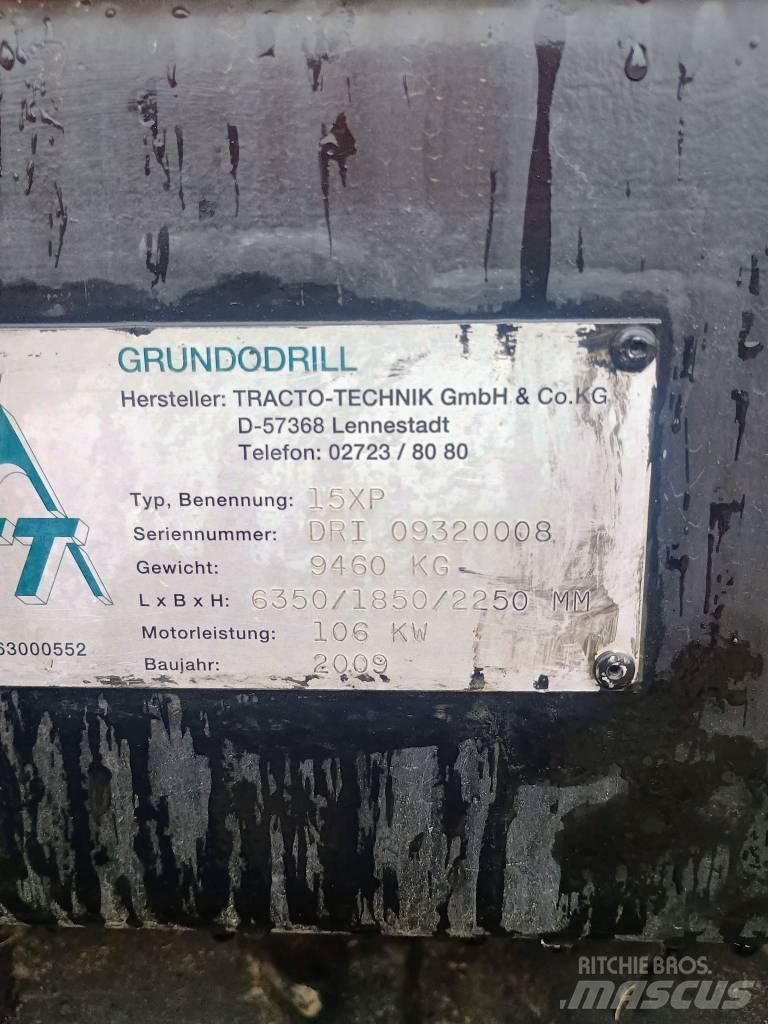 GRUNDODRILL
Hersteller: TRACTO-TECHNIK GmbH & Co.KG
D-57368 Lennestadt
Telefon: 02723 / 80 80
Typ, Benennung: 15XP
Seriennummer: DRI 09320008
Gewicht: 9460 KG
L x B x H: 6350/1850/2250 MM
Motorleistung: 106 KW
63000552
Baujahr: 2009
RITCHIE BROS.
MASCUS